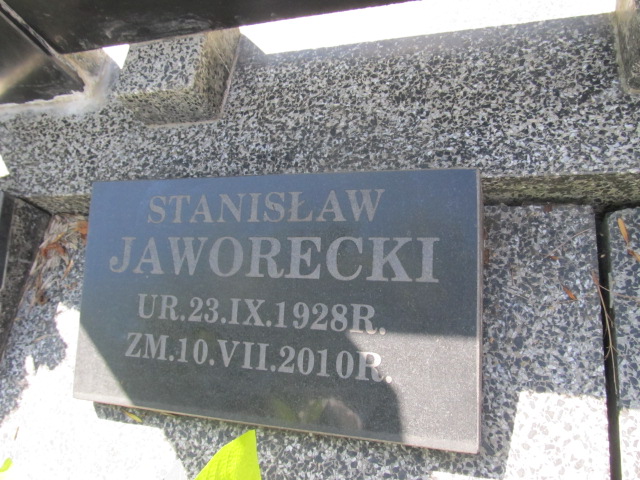 STANISŁAW
JAWORECKI
UR.23.IX.1928R.
ZM.10.VII.2010R.